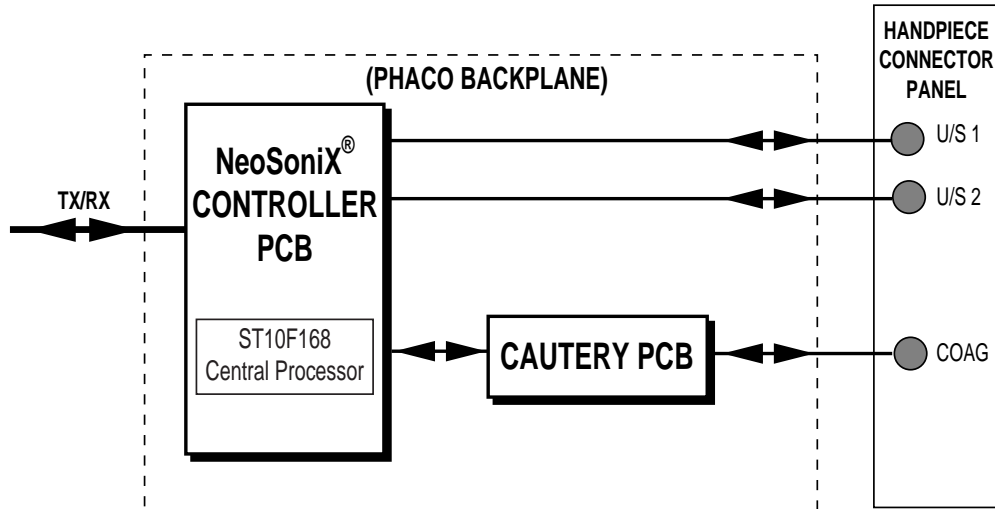 HANDPIECE
CONNECTOR
PANEL
(PHACO BACKPLANE)
U/S 1
NeoSoniX®
CONTROLLER
PCB
TX/RX
U/S 2
ST10F168
Central Processor
CAUTERY PCB
COAG